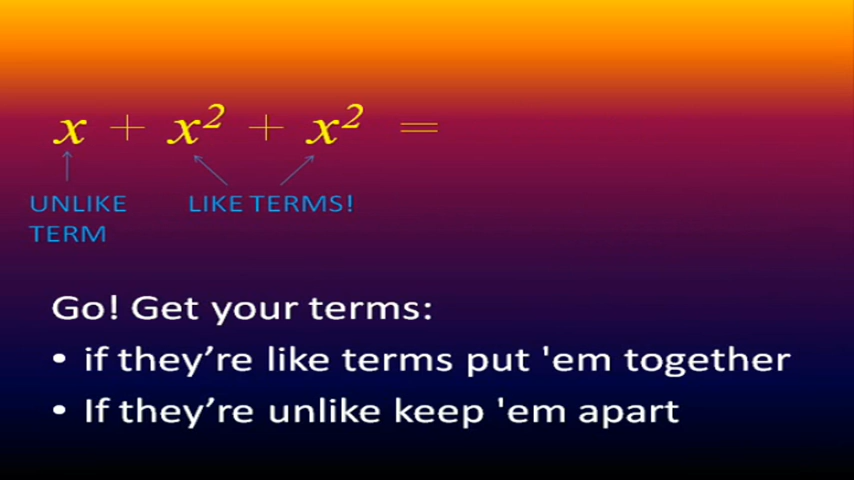 x + x² + x² =
UNLIKE LIKE TERMS!
TERM
Go! Get your terms:
• if they’re like terms put 'em together
• If they’re unlike keep 'em apart